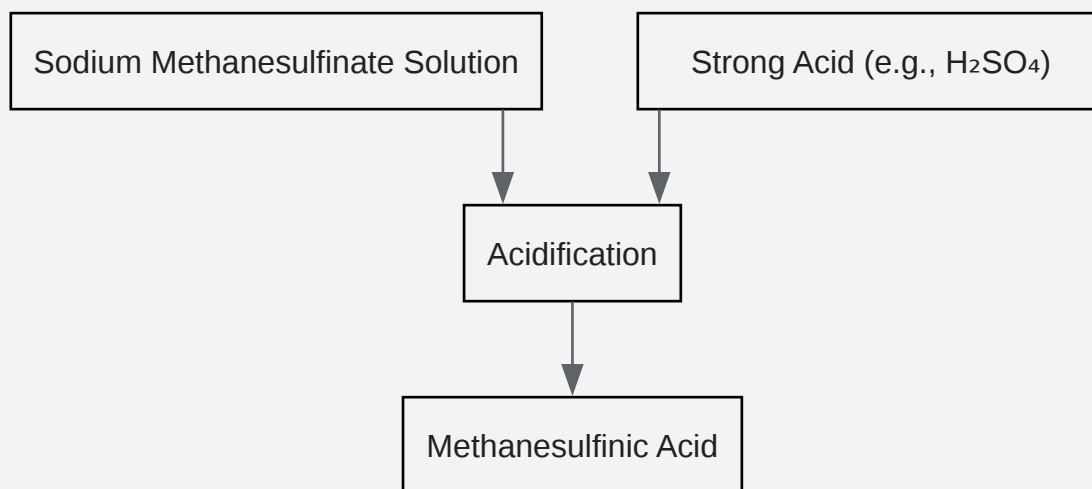 Sodium Methanesulfinate Solution
Strong Acid (e.g., H₂SO₄)
Acidification
Methanesulfinic Acid